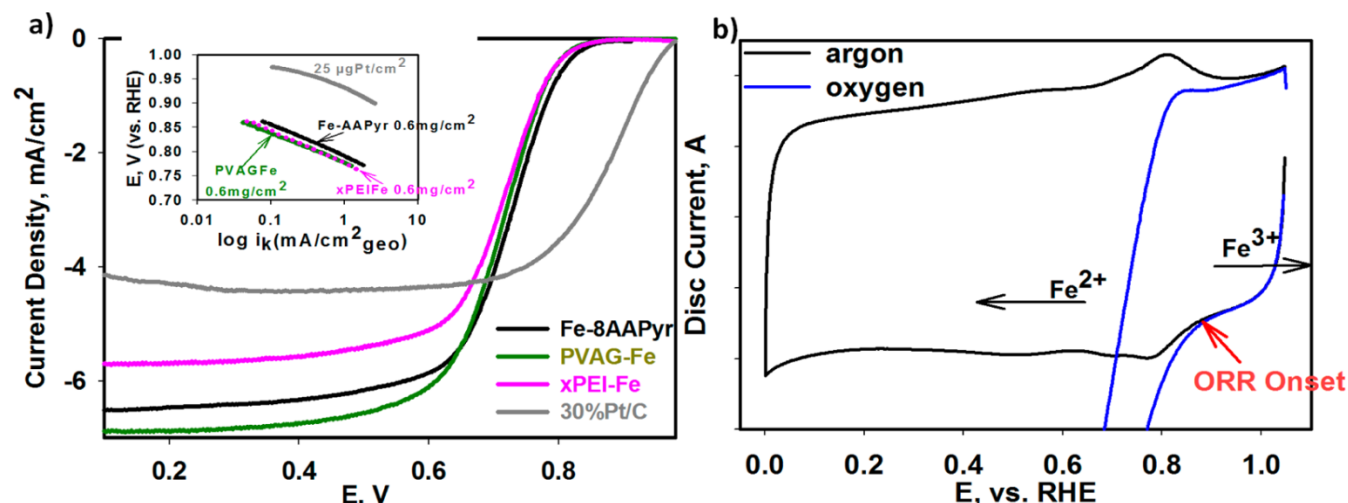 a)
Current Density, mA/cm2
0
-2
-4
-6
0.2
0.4
0.6
0.8
E, V
E, V (vs. RHE)
1.00
0.95
0.90
0.85
0.80
0.75
0.70
0.01
0.1
1
10
log ik(mA/cm2geo)
25 µgPt/cm2
Fe-AAPyr 0.6mg/cm2
PVAGFe
0.6mg/cm2
xPEIFe 0.6mg/cm2
Fe-8AAPyr
PVAG-Fe
xPEI-Fe
30%Pt/C
b)
Disc Current, A
argon
oxygen
Fe3+
Fe2+
ORR Onset
0.0
0.2
0.4
0.6
0.8
1.0
E, vs. RHE